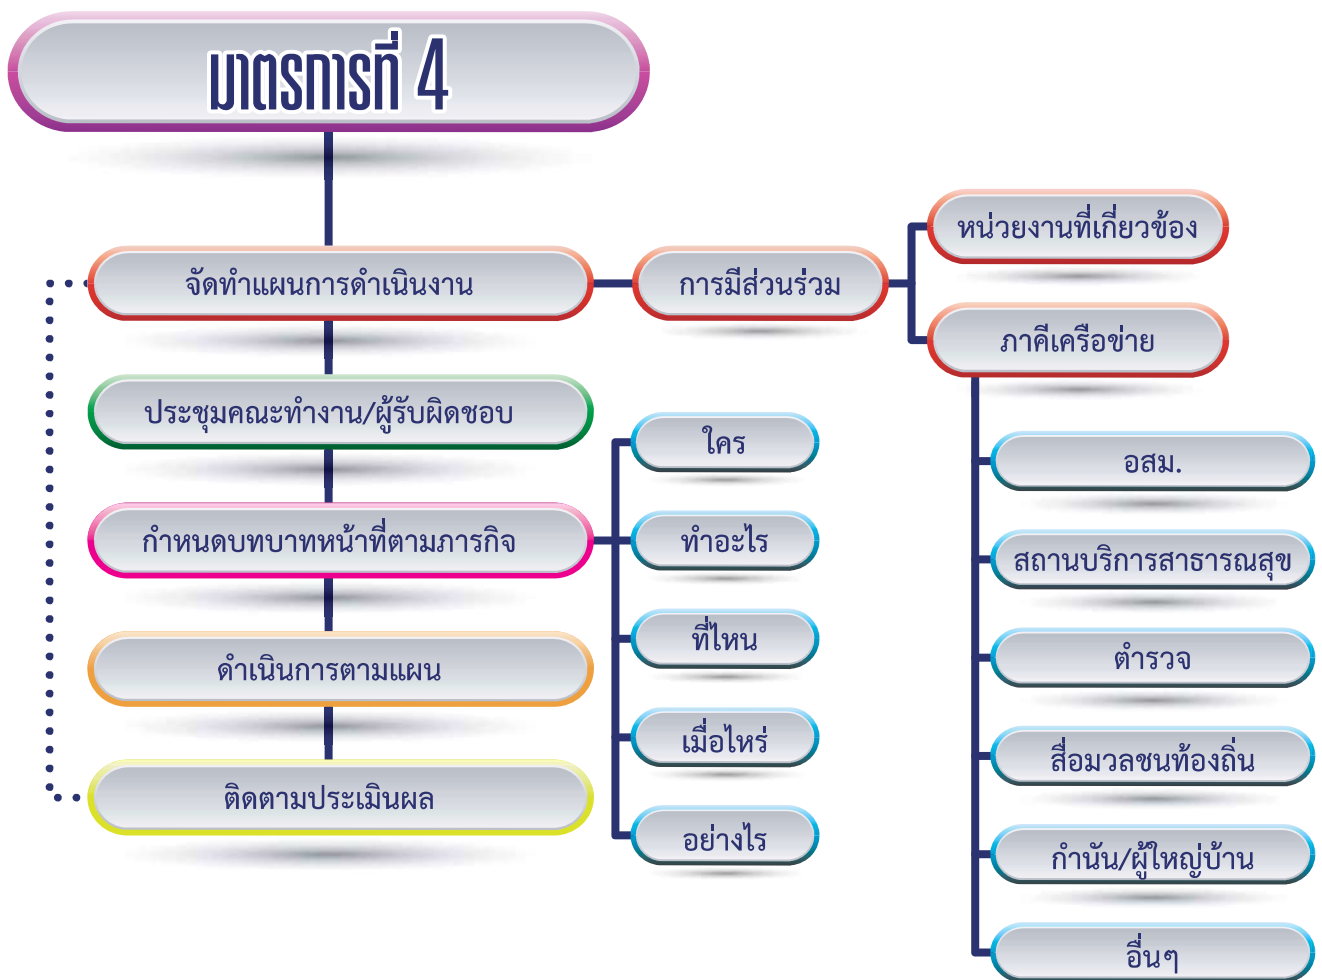 มาตรการที่ 4
จัดทำแผนการดำเนินงาน
การมีส่วนร่วม
หน่วยงานที่เกี่ยวข้อง
ภาคีเครือข่าย
อสม.
สถานบริการสาธารณสุข
ตำรวจ
สื่อมวลชนท้องถิ่น
กำนัน/ผู้ใหญ่บ้าน
อื่นๆ
ประชุมคณะทำงาน/ผู้รับผิดชอบ
กำหนดบทบาทหน้าที่ตามภารกิจ
ใคร
ทำอะไร
ที่ไหน
เมื่อไหร่
อย่างไร
ดำเนินการตามแผน
ติดตามประเมินผล